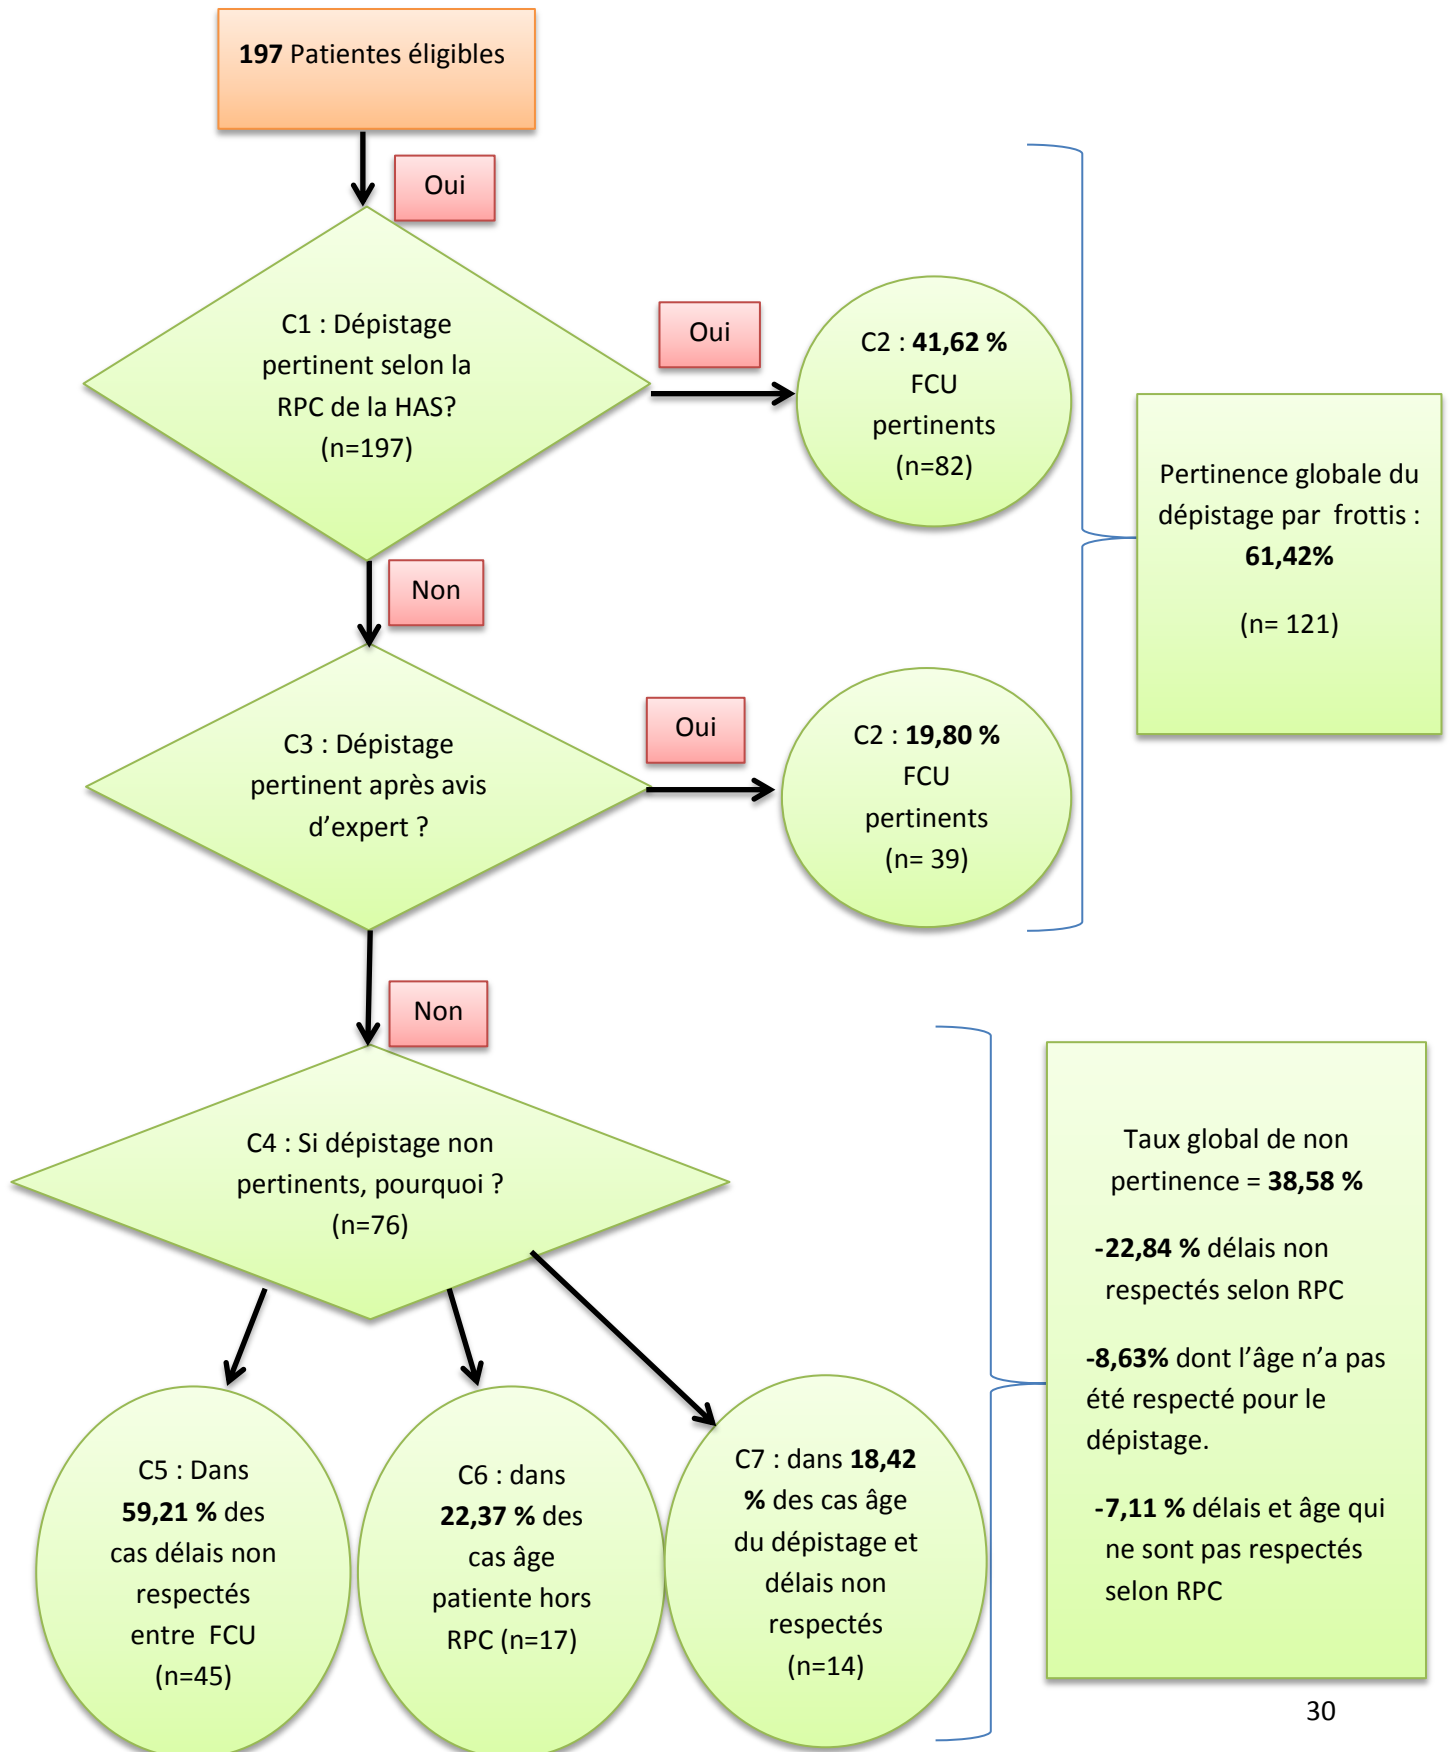 197 Patientes éligibles
Oui
C1 : Dépistage
pertinent selon la
RPC de la HAS?
(n=197)
Oui
C2 : 41,62 %
FCU
pertinents
(n=82)
Pertinence globale du
dépistage par frottis :
61,42%
(n= 121)
Non
C3 : Dépistage
pertinent après avis
d’expert ?
Oui
C2 : 19,80 %
FCU
pertinents
(n= 39)
Non
C4 : Si dépistage non
pertinents, pourquoi ?
(n=76)
C5 : Dans
59,21 % des
cas délais non
respectés
entre FCU
(n=45)
C6 : dans
22,37 % des
cas âge
patiente hors
RPC (n=17)
C7 : dans 18,42
% des cas âge
du dépistage et
délais non
respectés
(n=14)
Taux global de non
pertinence = 38,58 %
-22,84 % délais non
respectés selon RPC
-8,63% dont l’âge n’a pas
été respecté pour le
dépistage.
-7,11 % délais et âge qui
ne sont pas respectés
selon RPC
30